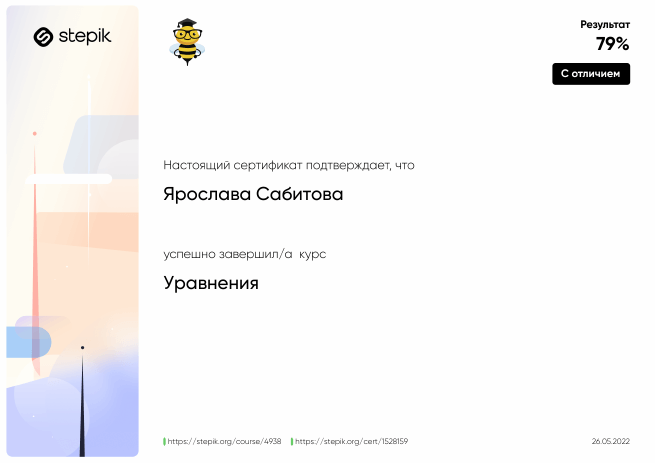 stepik
Результат
79%
С отличием
Настоящий сертификат подтверждает, что
Ярослава Сабитова
успешно завершил/а курс
Уравнения
https://stepik.org/course/4938 https://stepik.org/cert/1528159
26.05.2022